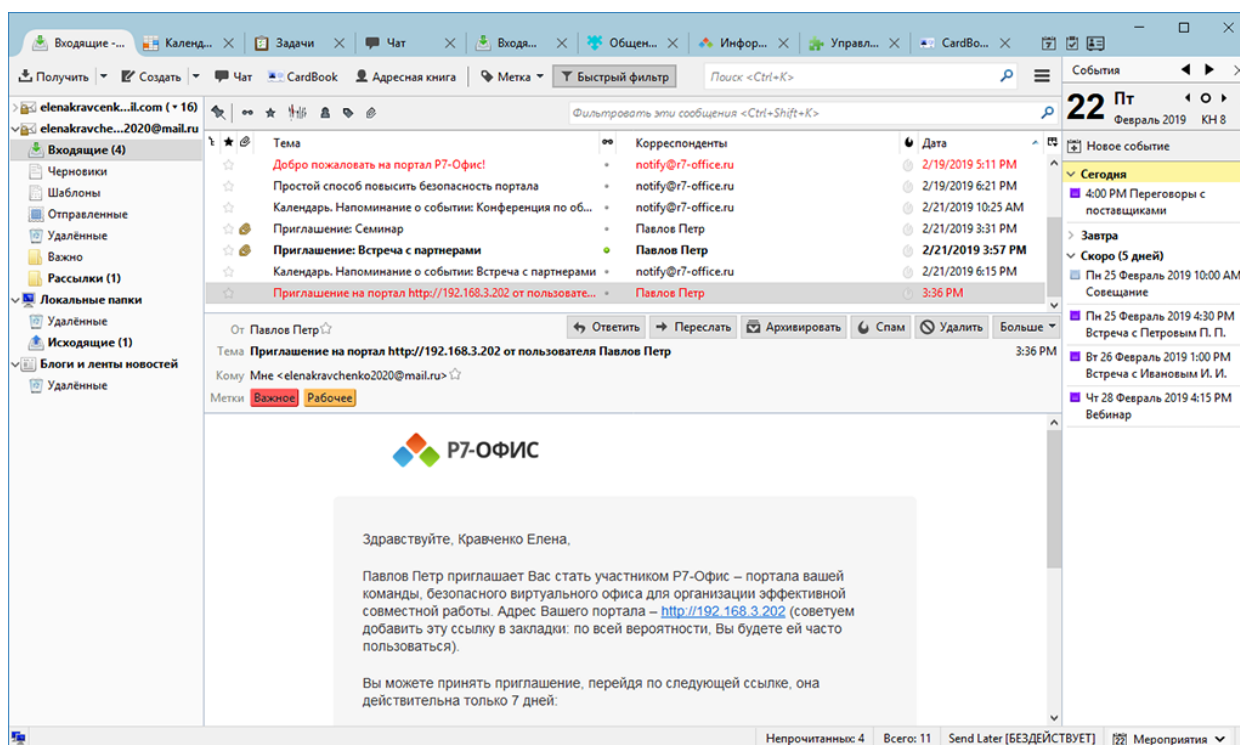 Входящие -...
Календ...
Задачи
Чат
Входя...
Общен...
Инфор...
Управл...
CardBo...
Получить
Создать
Чат
CardBook
Адресная книга
Метка
Быстрый фильтр
Поиск <Ctrl+K>
События
elenakravcenk...il.com (▾ 16)
elenakravche...2020@mail.ru
Входящие (4)
Черновики
Шаблоны
Отправленные
Удалённые
Важно
Рассылки (1)
Локальные папки
Удалённые
Исходящие (1)
Блоги и ленты новостей
Удалённые
Фильтровать эти сообщения <Ctrl+Shift+K>
Тема Корреспонденты Дата
Добро пожаловать на портал Р7-Офис! notify@r7-office.ru 2/19/2019 5:11 PM
Простой способ повысить безопасность портала notify@r7-office.ru 2/19/2019 6:21 PM
Календарь. Напоминание о событии: Конференция по об... notify@r7-office.ru 2/21/2019 10:25 AM
Приглашение: Семинар Павлов Петр 2/21/2019 3:31 PM
Приглашение: Встреча с партнерами Павлов Петр 2/21/2019 3:57 PM
Календарь. Напоминание о событии: Встреча с партнерами notify@r7-office.ru 2/21/2019 6:15 PM
Приглашение на портал http://192.168.3.202 от пользовате... Павлов Петр 3:36 PM
От Павлов Петр
Ответить Переслать Архивировать Спам Удалить Больше
Тема Приглашение на портал http://192.168.3.202 от пользователя Павлов Петр 3:36 PM
Кому Мне <elenakravchenko2020@mail.ru>
Метки Важное Рабочее
Р7-ОФИС
Здравствуйте, Кравченко Елена,
Павлов Петр приглашает Вас стать участником Р7-Офис – портала вашей
команды, безопасного виртуального офиса для организации эффективной
совместной работы. Адрес Вашего портала – http://192.168.3.202 (советуем
добавить эту ссылку в закладки: по всей вероятности, Вы будете ей часто
пользоваться).
Вы можете принять приглашение, перейдя по следующей ссылке, она
действительна только 7 дней:
22 Пт
Февраль 2019 КН 8
Новое событие
Сегодня
4:00 PM Переговоры с
поставщиками
Завтра
Скоро (5 дней)
Пн 25 Февраль 2019 10:00 AM
Совещание
Пн 25 Февраль 2019 4:30 PM
Встреча с Петровым П. П.
Вт 26 Февраль 2019 1:00 PM
Встреча с Ивановым И. И.
Чт 28 Февраль 2019 4:15 PM
Вебинар
Непрочитанных: 4 Всего: 11 Send Later [БЕЗДЕЙСТВУЕТ] Мероприятия